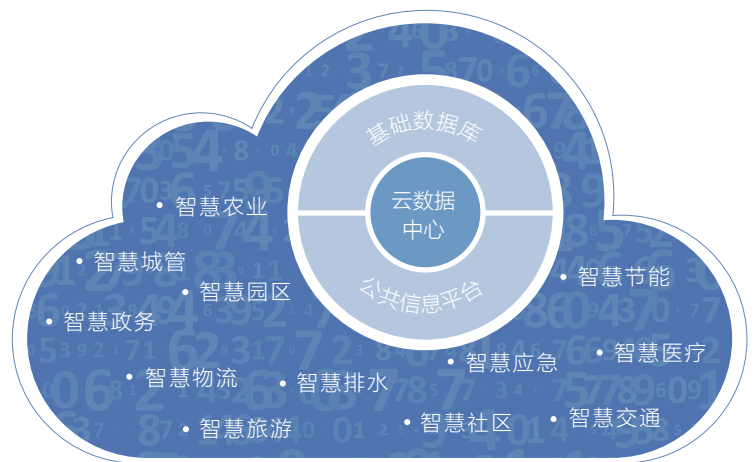 基础数据库
云数据
中心
公共信息平台
• 智慧农业
• 智慧城管
• 智慧园区
• 智慧节能
• 智慧政务
• 智慧应急
• 智慧医疗
• 智慧物流
• 智慧排水
• 智慧旅游
• 智慧社区
• 智慧交通